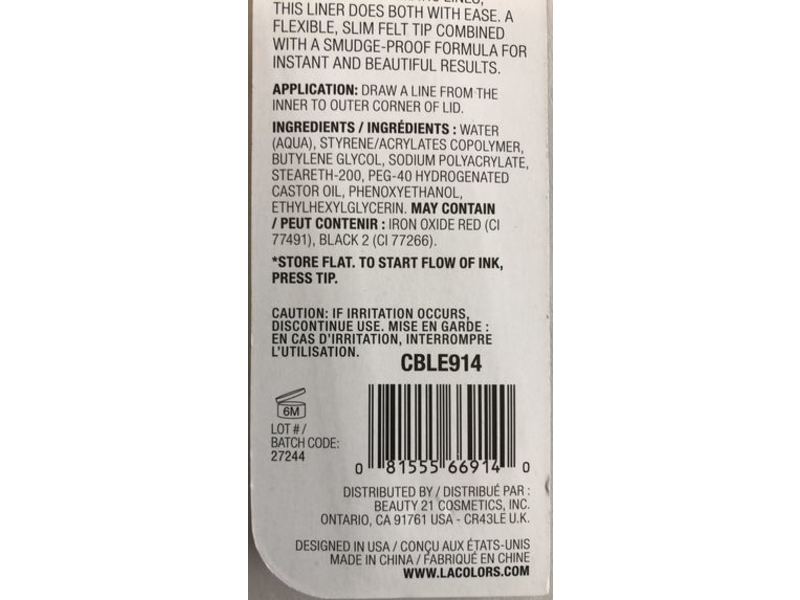 THIS LINER DOES BOTH WITH EASE. A
FLEXIBLE, SLIM FELT TIP COMBINED
WITH A SMUDGE-PROOF FORMULA FOR
INSTANT AND BEAUTIFUL RESULTS.
APPLICATION: DRAW A LINE FROM THE
INNER TO OUTER CORNER OF LID.
INGREDIENTS / INGRÉDIENTS : WATER
(AQUA), STYRENE/ACRYLATES COPOLYMER,
BUTYLENE GLYCOL, SODIUM POLYACRYLATE,
STEARETH-200, PEG-40 HYDROGENATED
CASTOR OIL, PHENOXYETHANOL,
ETHYLHEXYLGLYCERIN. MAY CONTAIN
/ PEUT CONTENIR : IRON OXIDE RED (CI
77491), BLACK 2 (CI 77266).
*STORE FLAT. TO START FLOW OF INK,
PRESS TIP.
CAUTION: IF IRRITATION OCCURS,
DISCONTINUE USE. MISE EN GARDE :
EN CAS D'IRRITATION, INTERROMPRE
L'UTILISATION.
CBLE914
6M
LOT # /
BATCH CODE:
27244
0 81555 66914 0
DISTRIBUTED BY / DISTRIBUÉ PAR :
BEAUTY 21 COSMETICS, INC.
ONTARIO, CA 91761 USA - CR43LE U.K.
DESIGNED IN USA / CONÇU AUX ÉTATS-UNIS
MADE IN CHINA / FABRIQUÉ EN CHINE
WWW.LACOLORS.COM